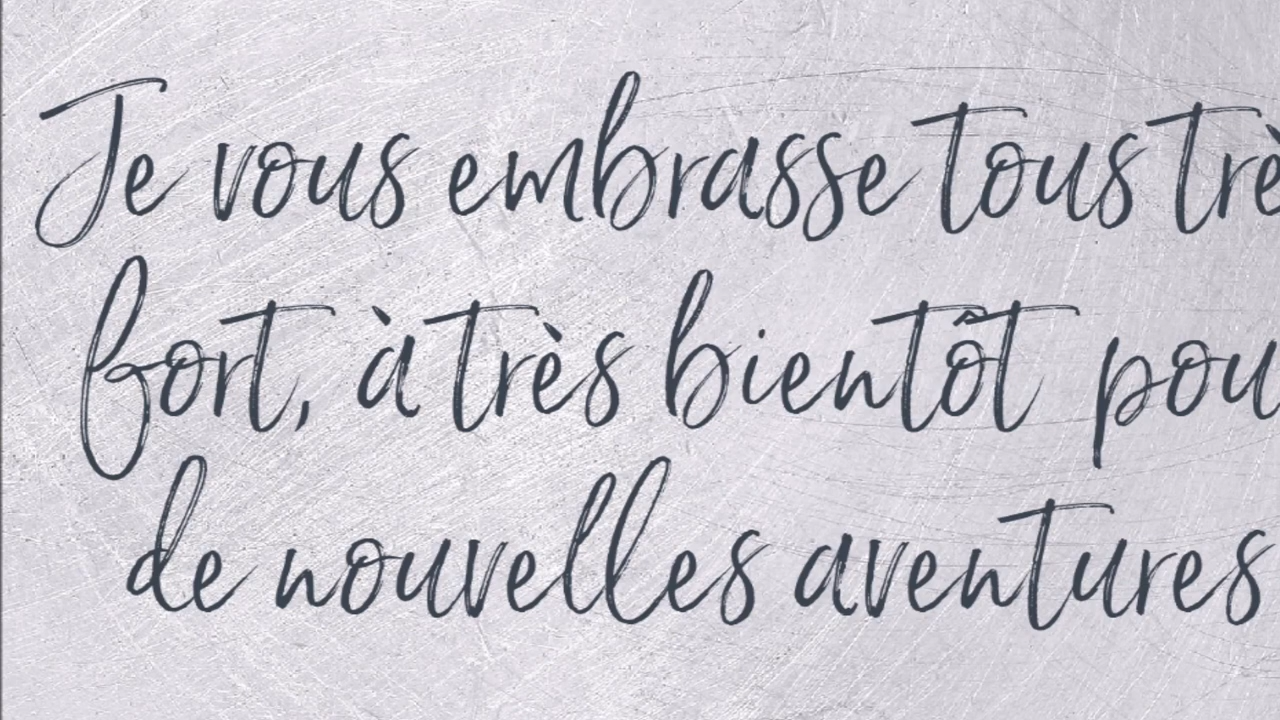 Je vous embrasse tous trè
fort, à très bientôt pou
de nouvelles aventures